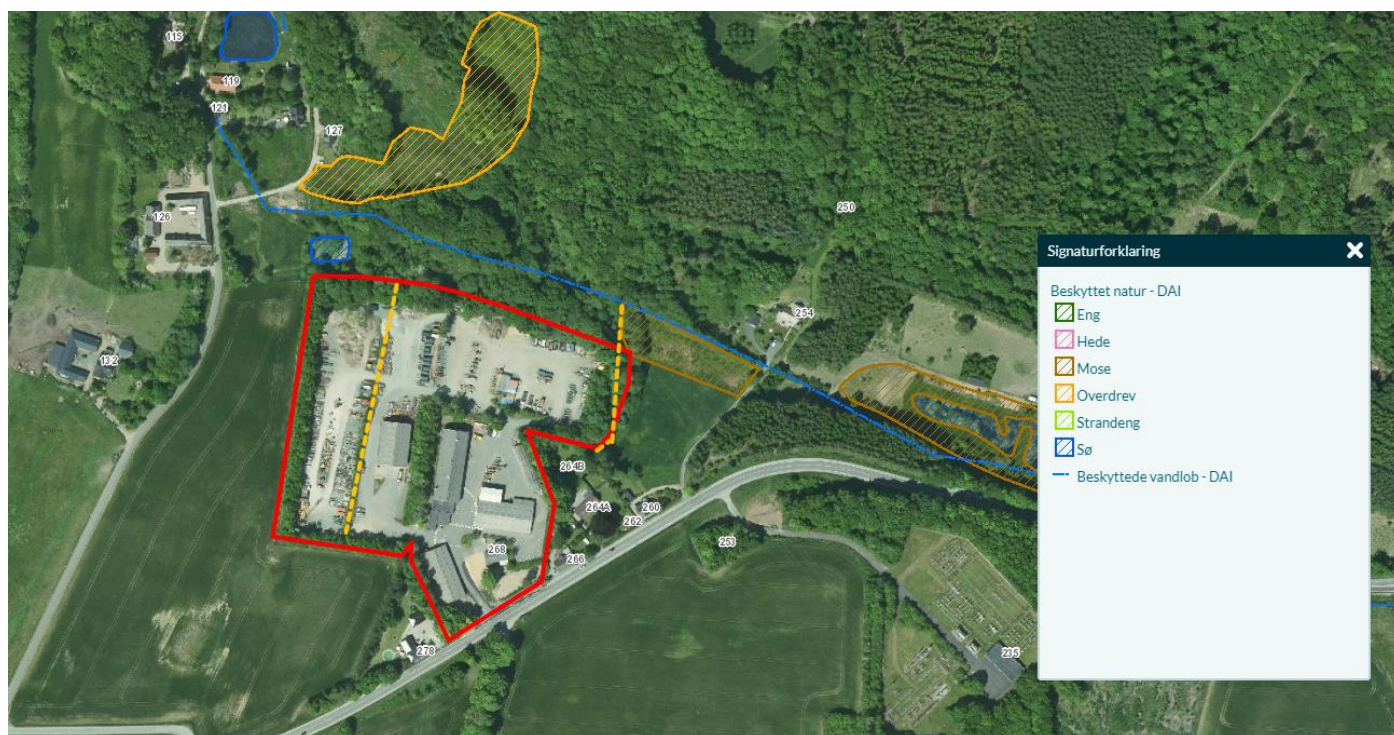 115
119
121
127
126
250
132
254
Signaturforklaring
Beskyttet natur - DAI
Eng
Hede
Mose
Overdrev
Strandeng
Sø
Beskyttede vandlob - DAI
264B
264A
260
262
268
266
253
278
235